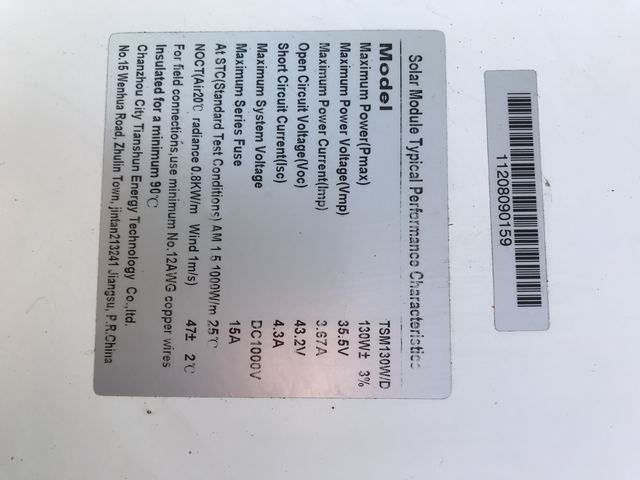 11208090159
Solar Module Typical Performance Characteristics
Model TSM130W/D
Maximum Power(Pmax) 130W± 3%
Maximum Power Voltage(Vmp) 35.5V
Maximum Power Current(Imp) 3.67A
Open Circuit Voltage(Voc) 43.2V
Short Circuit Current(Isc) 4.3A
Maximum System Voltage DC1000V
Maximum Series Fuse 15A
At STC(Standard Test Conditions) AM 1.5 1000W/m 25℃
NOCT(Air20℃ radiance 0.8KW/m Wind 1m/s) 47± 2℃
For field connections,use minimum No.12AWG copper wires
Insulated for a minimum 90℃
Chanzhou City Tianshun Energy Technology Co.,ltd.
No.15 Wenhua Road, Zhulin Town, jintan213241 Jiangsu, P.R.China